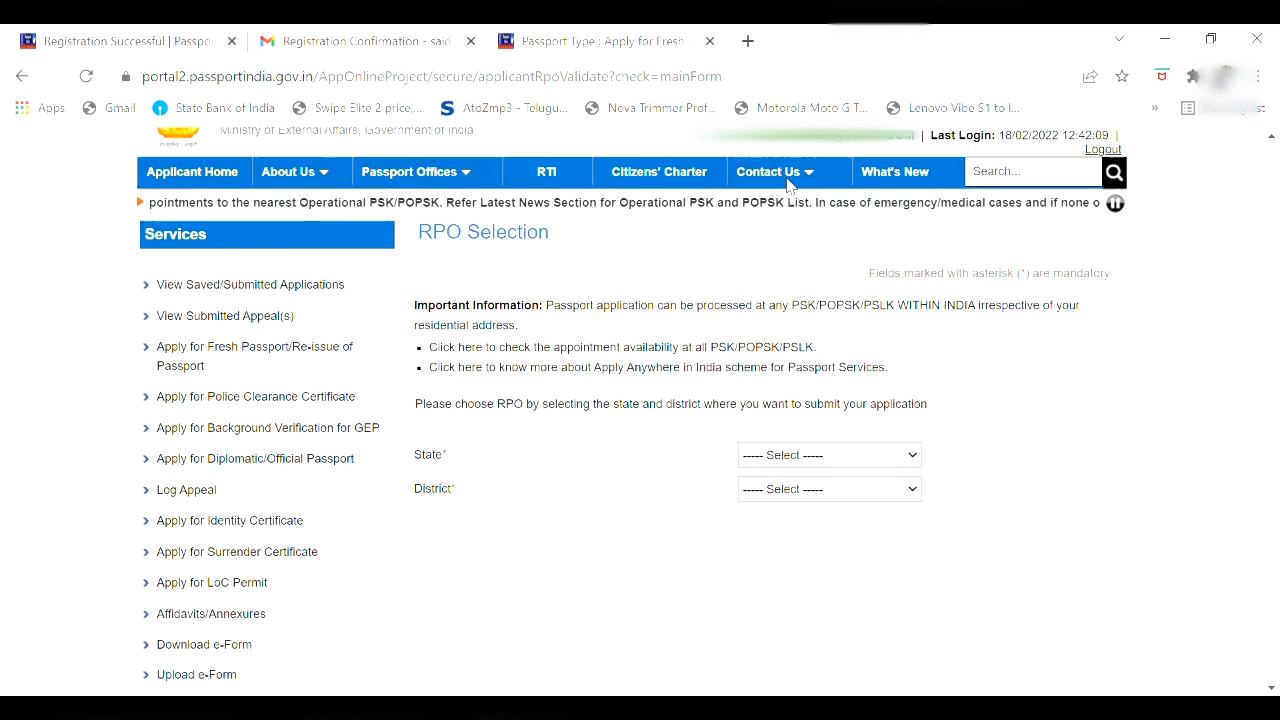 Registration Successful | Passpo
Registration Confirmation - said
Passport Type : Apply for Fresh
portal2.passportindia.gov.in/AppOnlineProject/secure/applicantRpoValidate?check=mainForm
Apps
Gmail
State Bank of India
Swipe Elite 2 price,...
AtoZmp3 - Telugu...
Nova Trimmer Prof...
Motorola Moto G T...
Lenovo Vibe S1 to l...
»
Ministry of External Affairs, Government of India
| Last Login: 18/02/2022 12:42:09 |
Logout
Applicant Home
About Us
Passport Offices
RTI
Citizens' Charter
Contact Us
What's New
Search...
pointments to the nearest Operational PSK/POPSK. Refer Latest News Section for Operational PSK and POPSK List. In case of emergency/medical cases and if none o
Services
RPO Selection
Fields marked with asterisk (*) are mandatory
View Saved/Submitted Applications
View Submitted Appeal(s)
Apply for Fresh Passport/Re-issue of
Passport
Apply for Police Clearance Certificate
Apply for Background Verification for GEP
Apply for Diplomatic/Official Passport
Log Appeal
Apply for Identity Certificate
Apply for Surrender Certificate
Apply for LoC Permit
Affidavits/Annexures
Download e-Form
Upload e-Form
Important Information: Passport application can be processed at any PSK/POPSK/PSLK WITHIN INDIA irrespective of your
residential address.
Click here to check the appointment availability at all PSK/POPSK/PSLK.
Click here to know more about Apply Anywhere in India scheme for Passport Services.
Please choose RPO by selecting the state and district where you want to submit your application
State*
----- Select -----
District*
----- Select -----